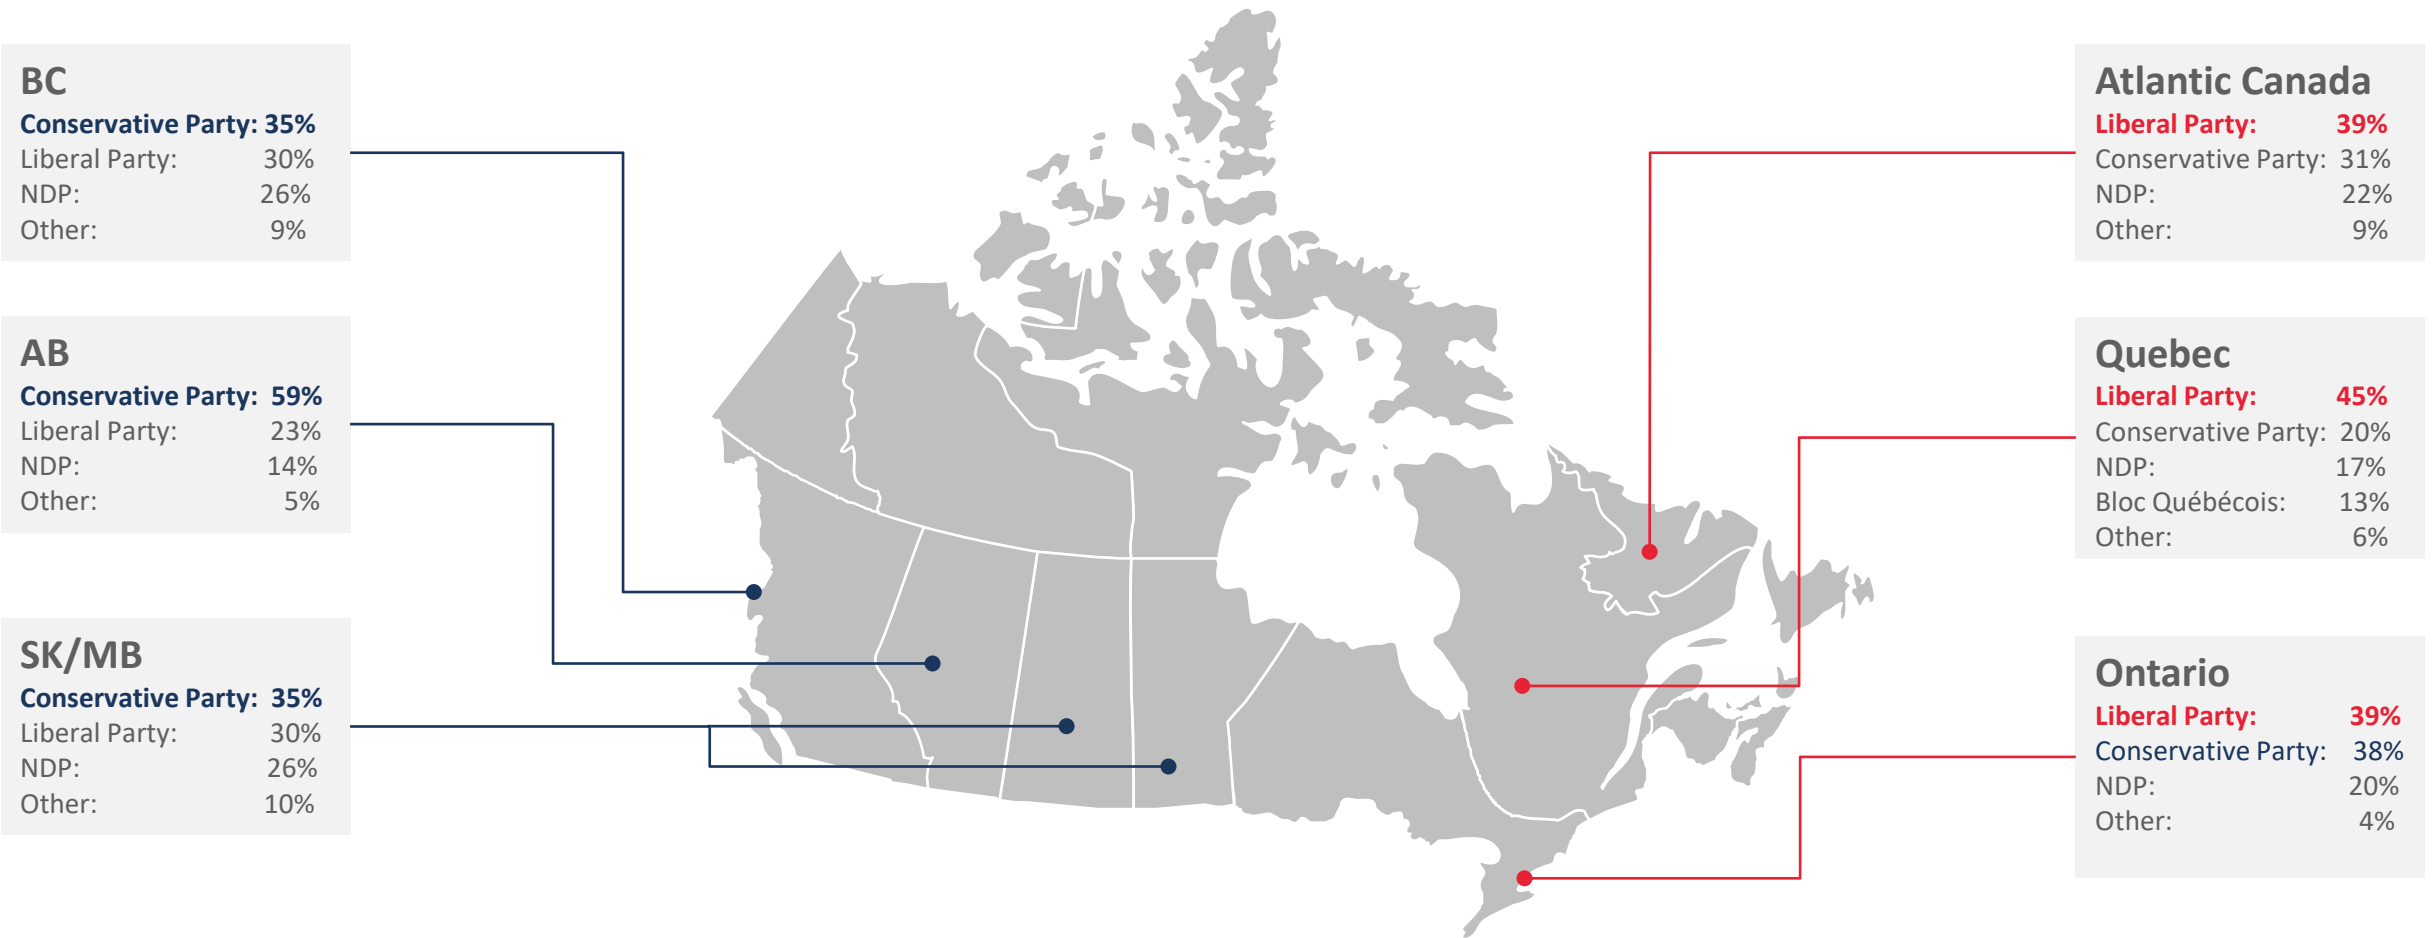 BC
Conservative Party: 35%
Liberal Party: 30%
NDP: 26%
Other: 9%
AB
Conservative Party: 59%
Liberal Party: 23%
NDP: 14%
Other: 5%
SK/MB
Conservative Party: 35%
Liberal Party: 30%
NDP: 26%
Other: 10%
Atlantic Canada
Liberal Party: 39%
Conservative Party: 31%
NDP: 22%
Other: 9%
Quebec
Liberal Party: 45%
Conservative Party: 20%
NDP: 17%
Bloc Québécois: 13%
Other: 6%
Ontario
Liberal Party: 39%
Conservative Party: 38%
NDP: 20%
Other: 4%